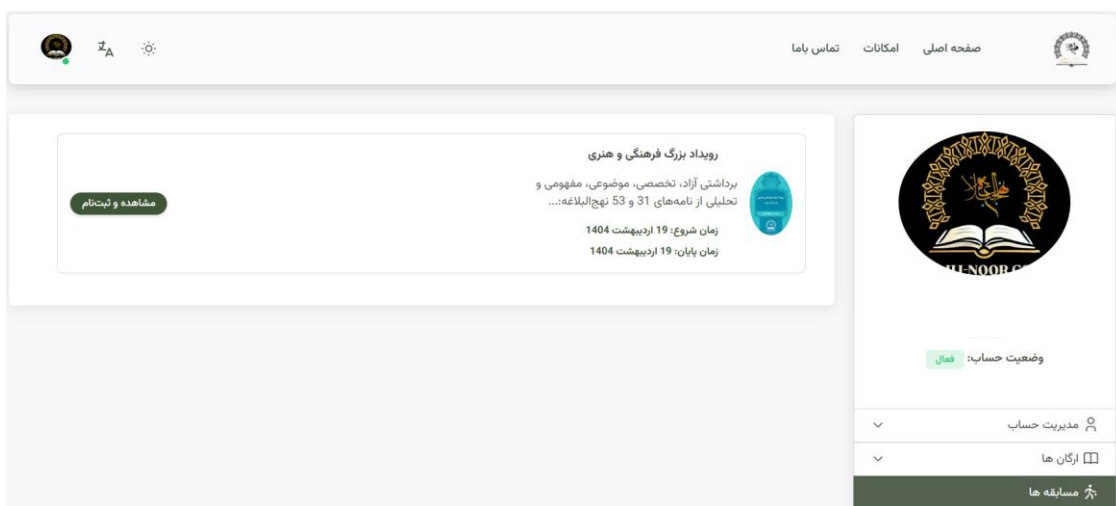 صفحه اصلی
امکانات
تماس باما
رویداد بزرگ فرهنگی و هنری
برداشتی آزاد، تخصصی، موضوعی، مفهومی و
تحلیلی از نامه‌های 31 و 53 نهج‌البلاغه:...
زمان شروع: 19 اردیبهشت 1404
زمان پایان: 19 اردیبهشت 1404
مشاهده و ثبت‌نام
وضعیت حساب: فعال
مدیریت حساب
ارگان ها
مسابقه ها